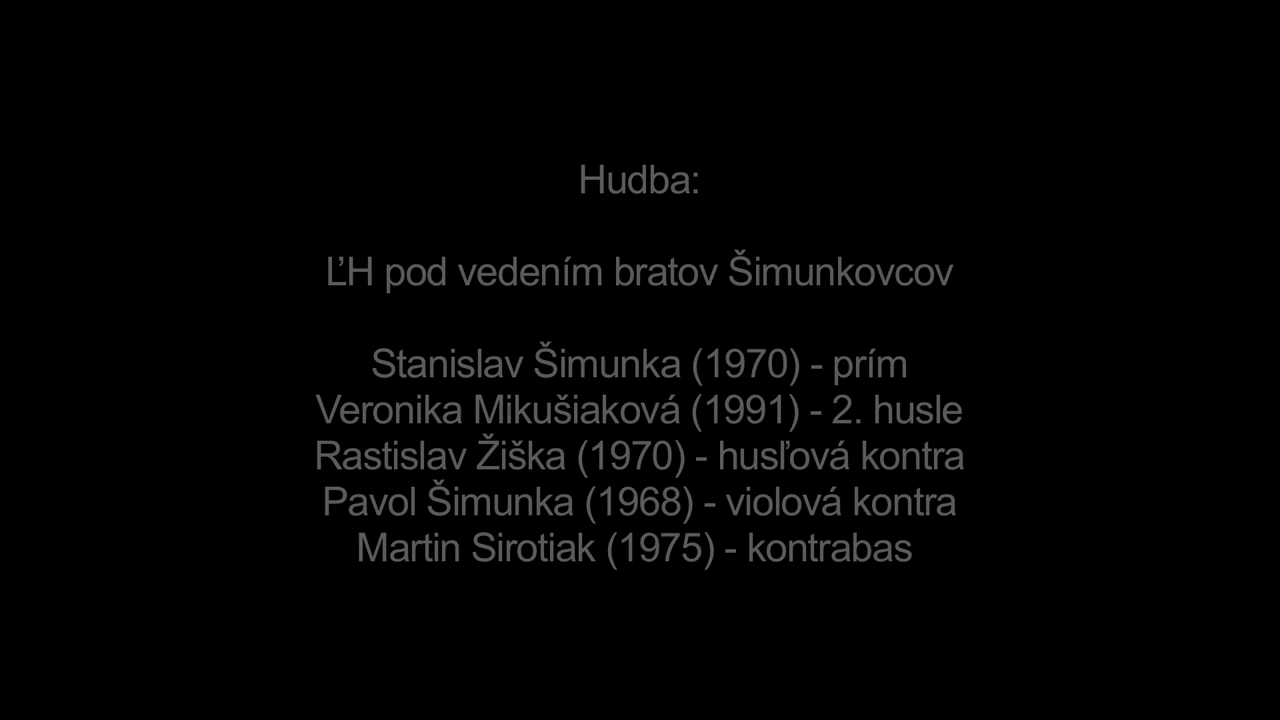 Hudba:
ĽH pod vedením bratov Šimunkovcov
Stanislav Šimunka (1970) - prím
Veronika Mikušiaková (1991) - 2. husle
Rastislav Žiška (1970) - husľová kontra
Pavol Šimunka (1968) - violová kontra
Martin Sirotiak (1975) - kontrabas